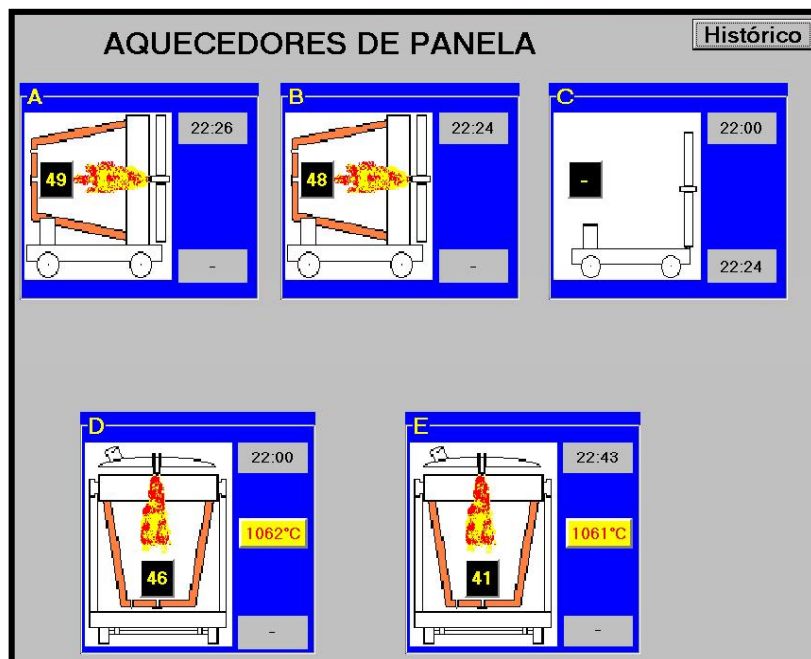 AQUECEDORES DE PANELA
Histórico
A
22:26
49
-
B
22:24
48
-
C
22:00
-
22:24
D
22:00
1062°C
46
-
E
22:43
1061°C
41
-